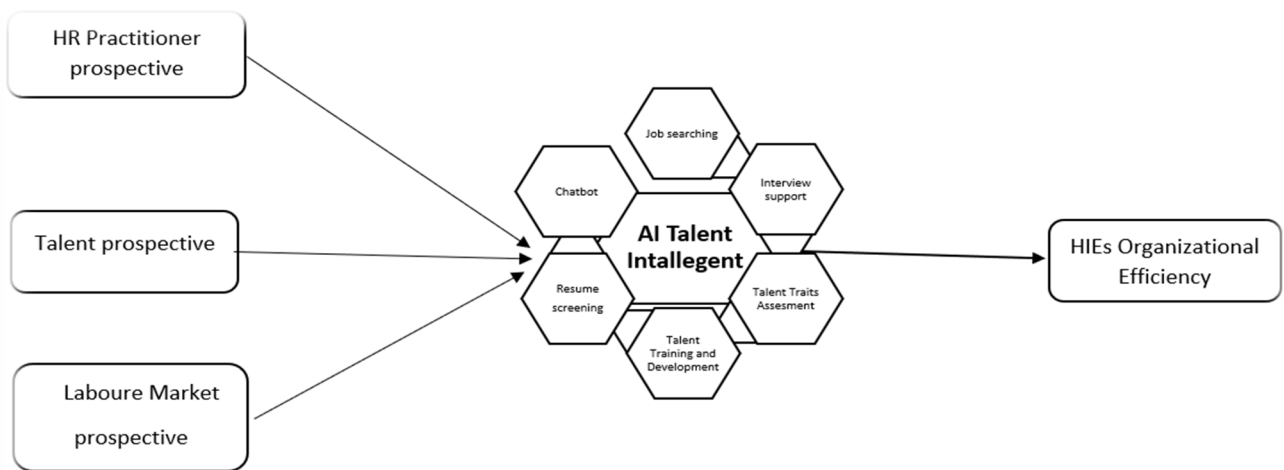 HR Practitioner
prospective
Talent prospective
Laboure Market
prospective
Job searching
Chatbot
Interview
support
AI Talent
Intallegent
Resume
screening
Talent Traits
Assesment
Talent
Training and
Development
HIEs Organizational
Efficiency